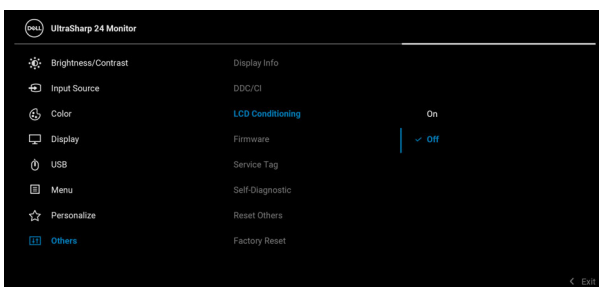 DELL UltraSharp 24 Monitor
Brightness/Contrast
Input Source
Color
Display
USB
Menu
Personalize
Others
Display Info
DDC/CI
LCD Conditioning
Firmware
Service Tag
Self-Diagnostic
Reset Others
Factory Reset
On
Off
Exit